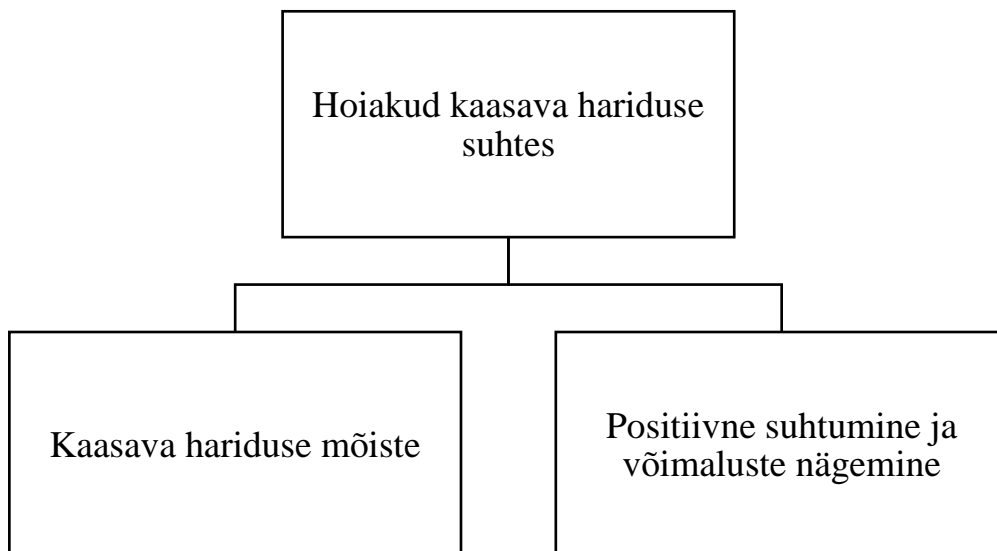 Hoiakud kaasava hariduse
suhtes
Kaasava hariduse mõiste
Positiivne suhtumine ja
võimaluste nägemine